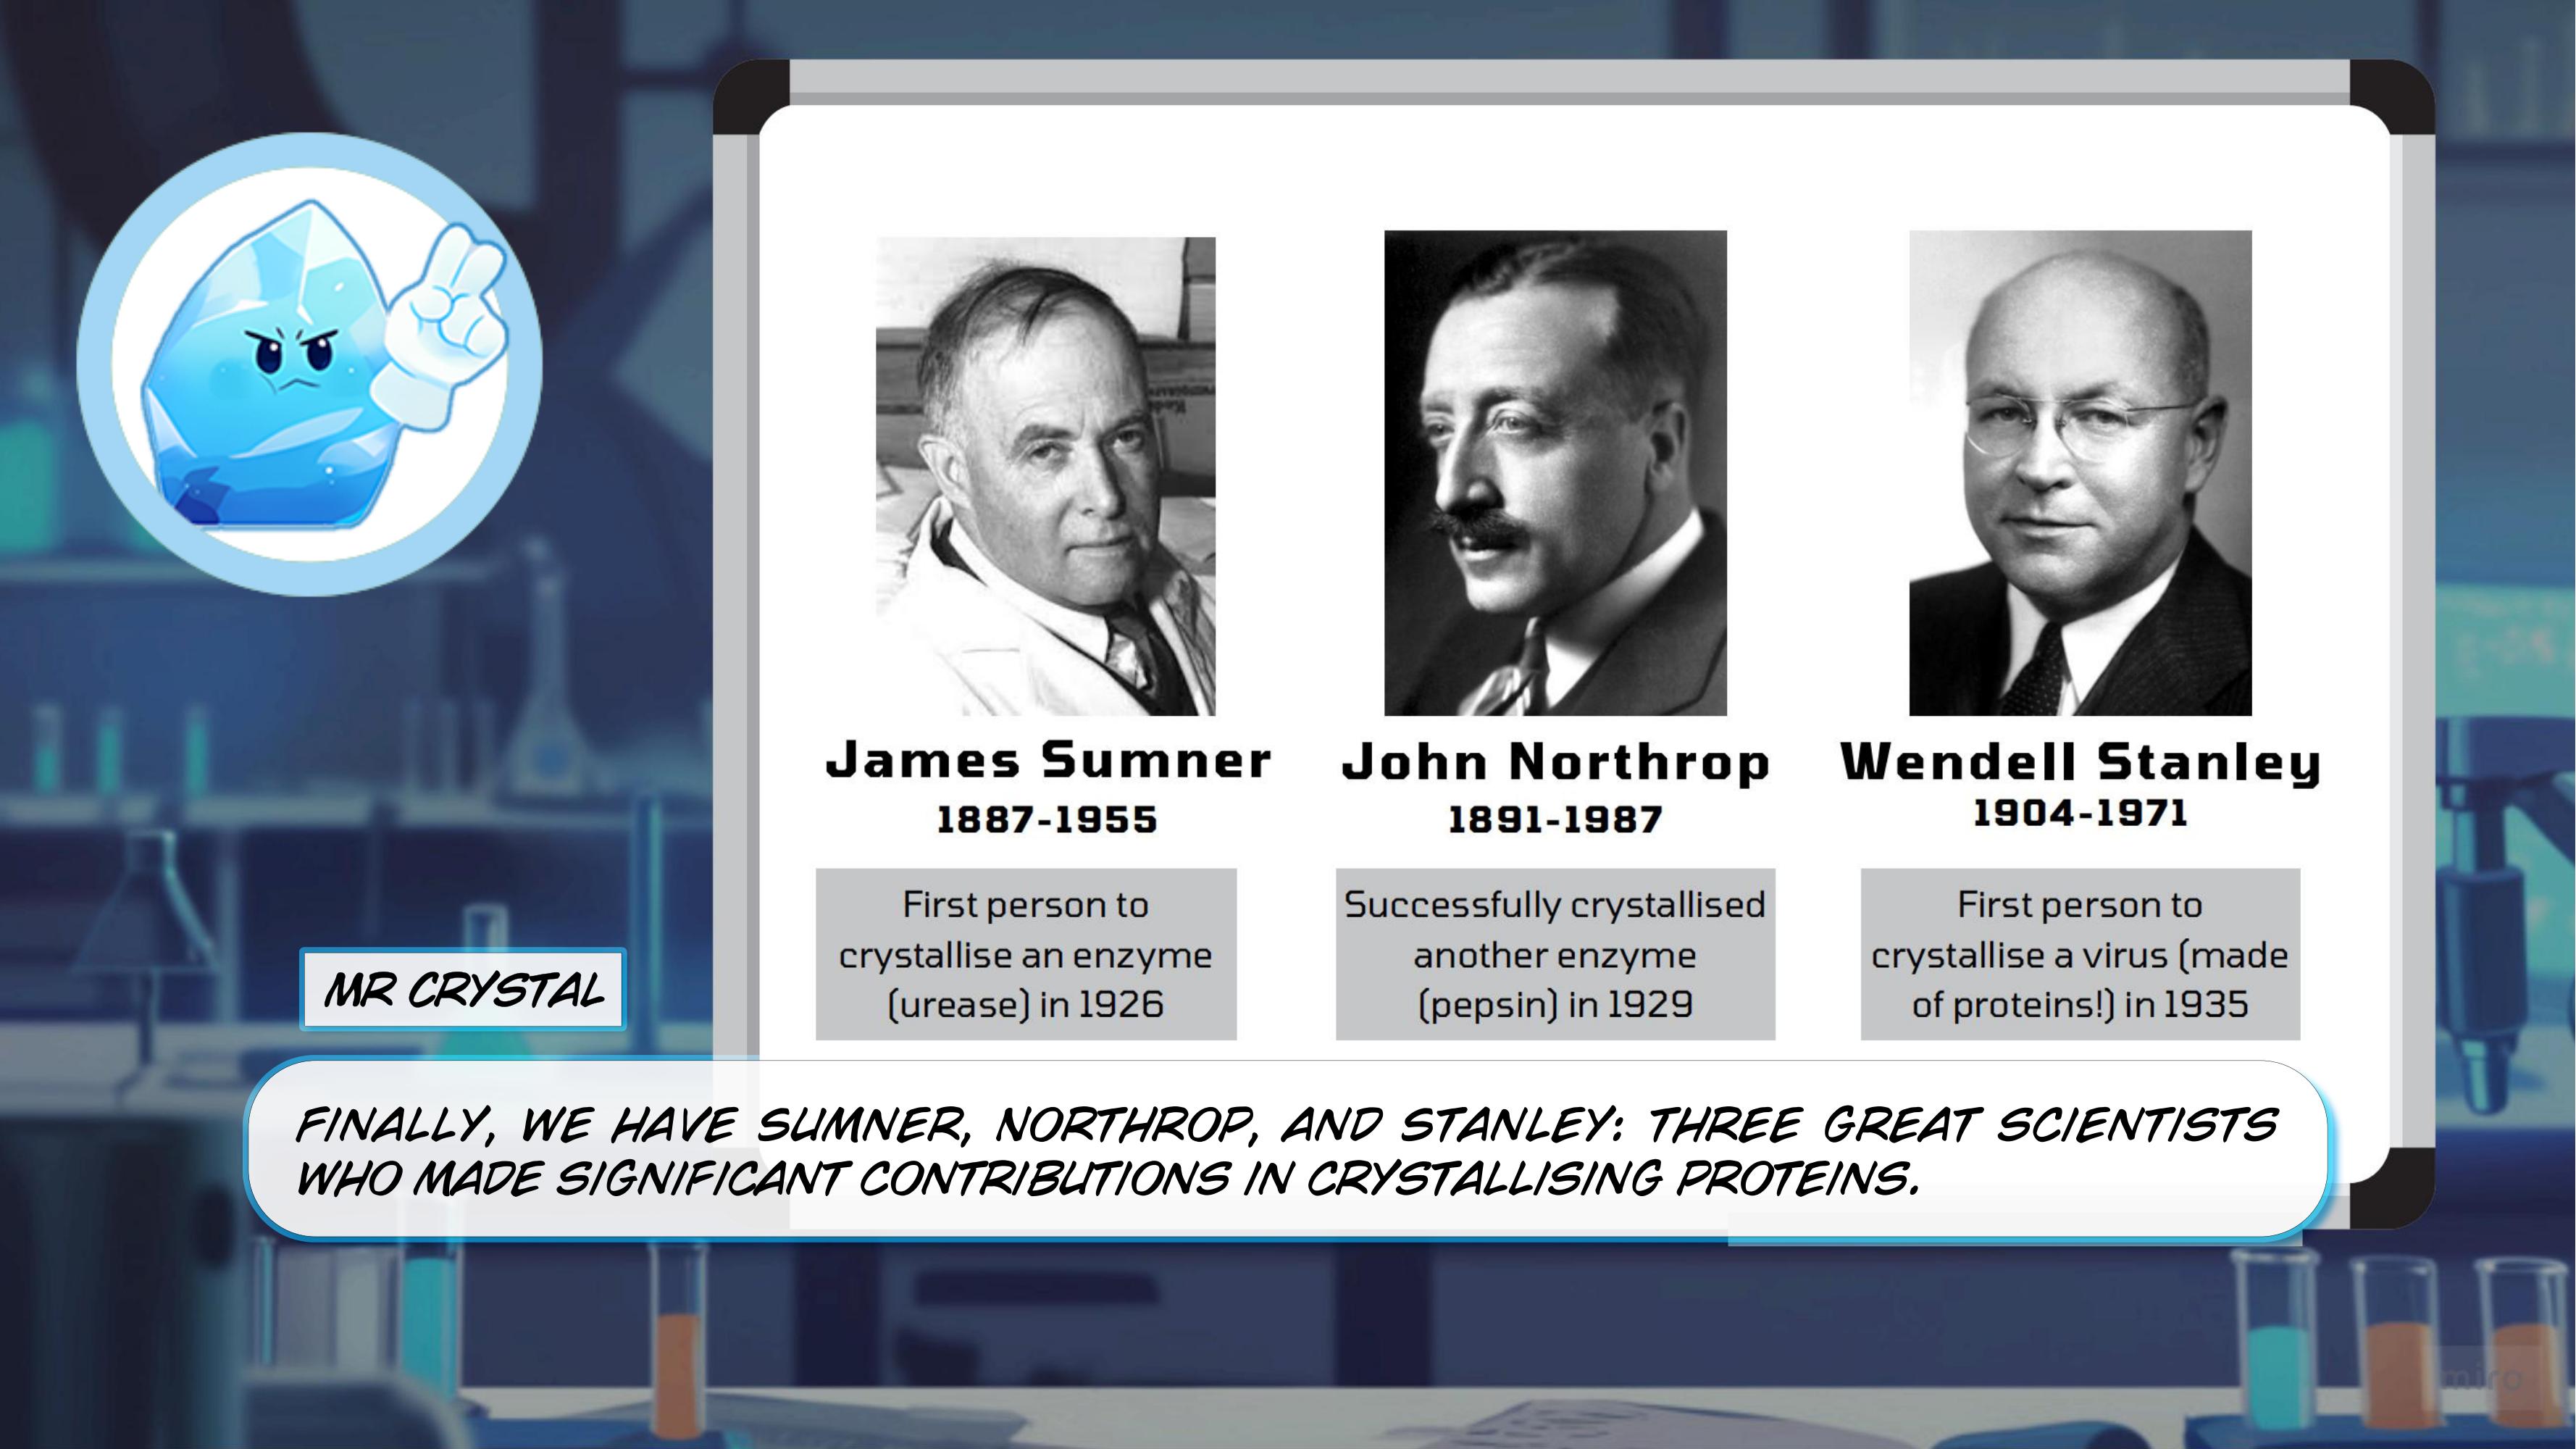 James Sumner
1887-1955
First person to
crystallise an enzyme
(urease) in 1926
John Northrop
1891-1987
Successfully crystallised
another enzyme
(pepsin) in 1929
Wendell Stanley
1904-1971
First person to
crystallise a virus (made
of proteins!) in 1935
MR CRYSTAL
FINALLY, WE HAVE SUMNER, NORTHROP, AND STANLEY: THREE GREAT SCIENTISTS
WHO MADE SIGNIFICANT CONTRIBUTIONS IN CRYSTALLISING PROTEINS.
miro